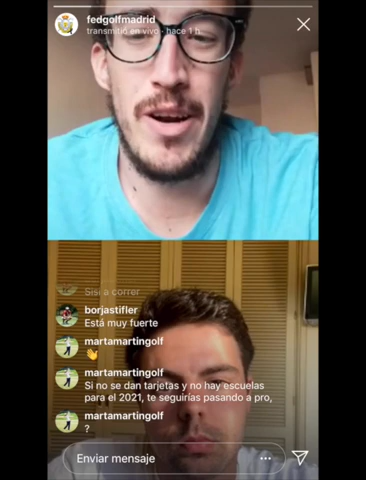 fedgolfmadrid
transmitió en vivo · hace 1 h
Sisi a correr
borjastifler
Está muy fuerte
martamartingolf
👋
martamartingolf
Si no se dan tarjetas y no hay escuelas
para el 2021, te seguirías pasando a pro,
martamartingolf
?
Enviar mensaje